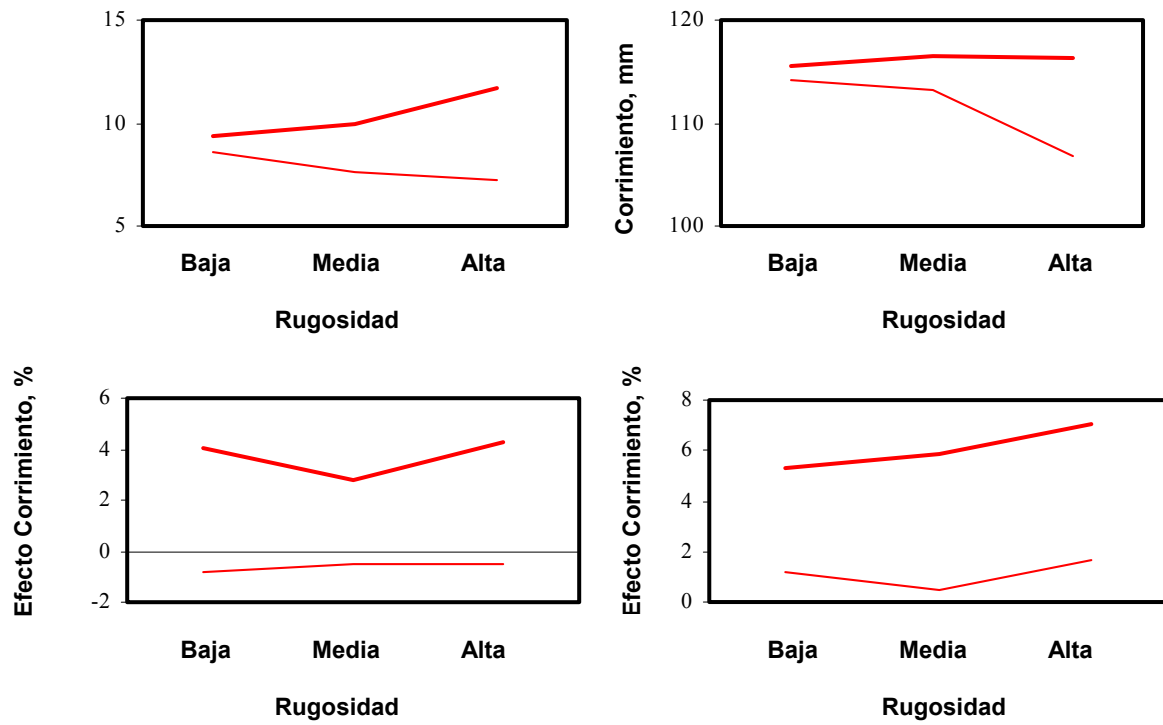 15
10
5
Baja Media Alta
Rugosidad
Corrimiento, mm
120
110
100
Baja Media Alta
Rugosidad
Efecto Corrimiento, %
6
4
2
0
-2
Baja Media Alta
Rugosidad
Efecto Corrimiento, %
8
6
4
2
0
Baja Media Alta
Rugosidad